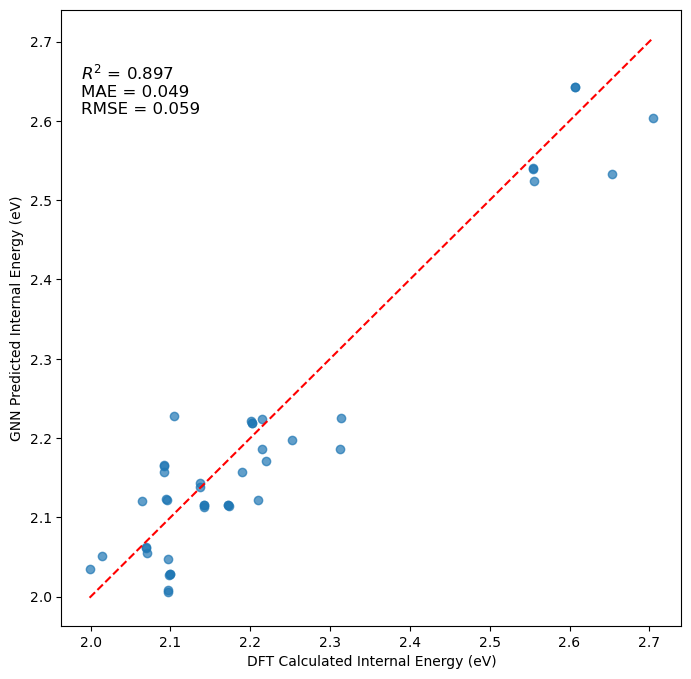 2.7
2.6
2.5
2.4
2.3
2.2
2.1
2.0
GNN Predicted Internal Energy (eV)
R² = 0.897
MAE = 0.049
RMSE = 0.059
2.0 2.1 2.2 2.3 2.4 2.5 2.6 2.7
DFT Calculated Internal Energy (eV)